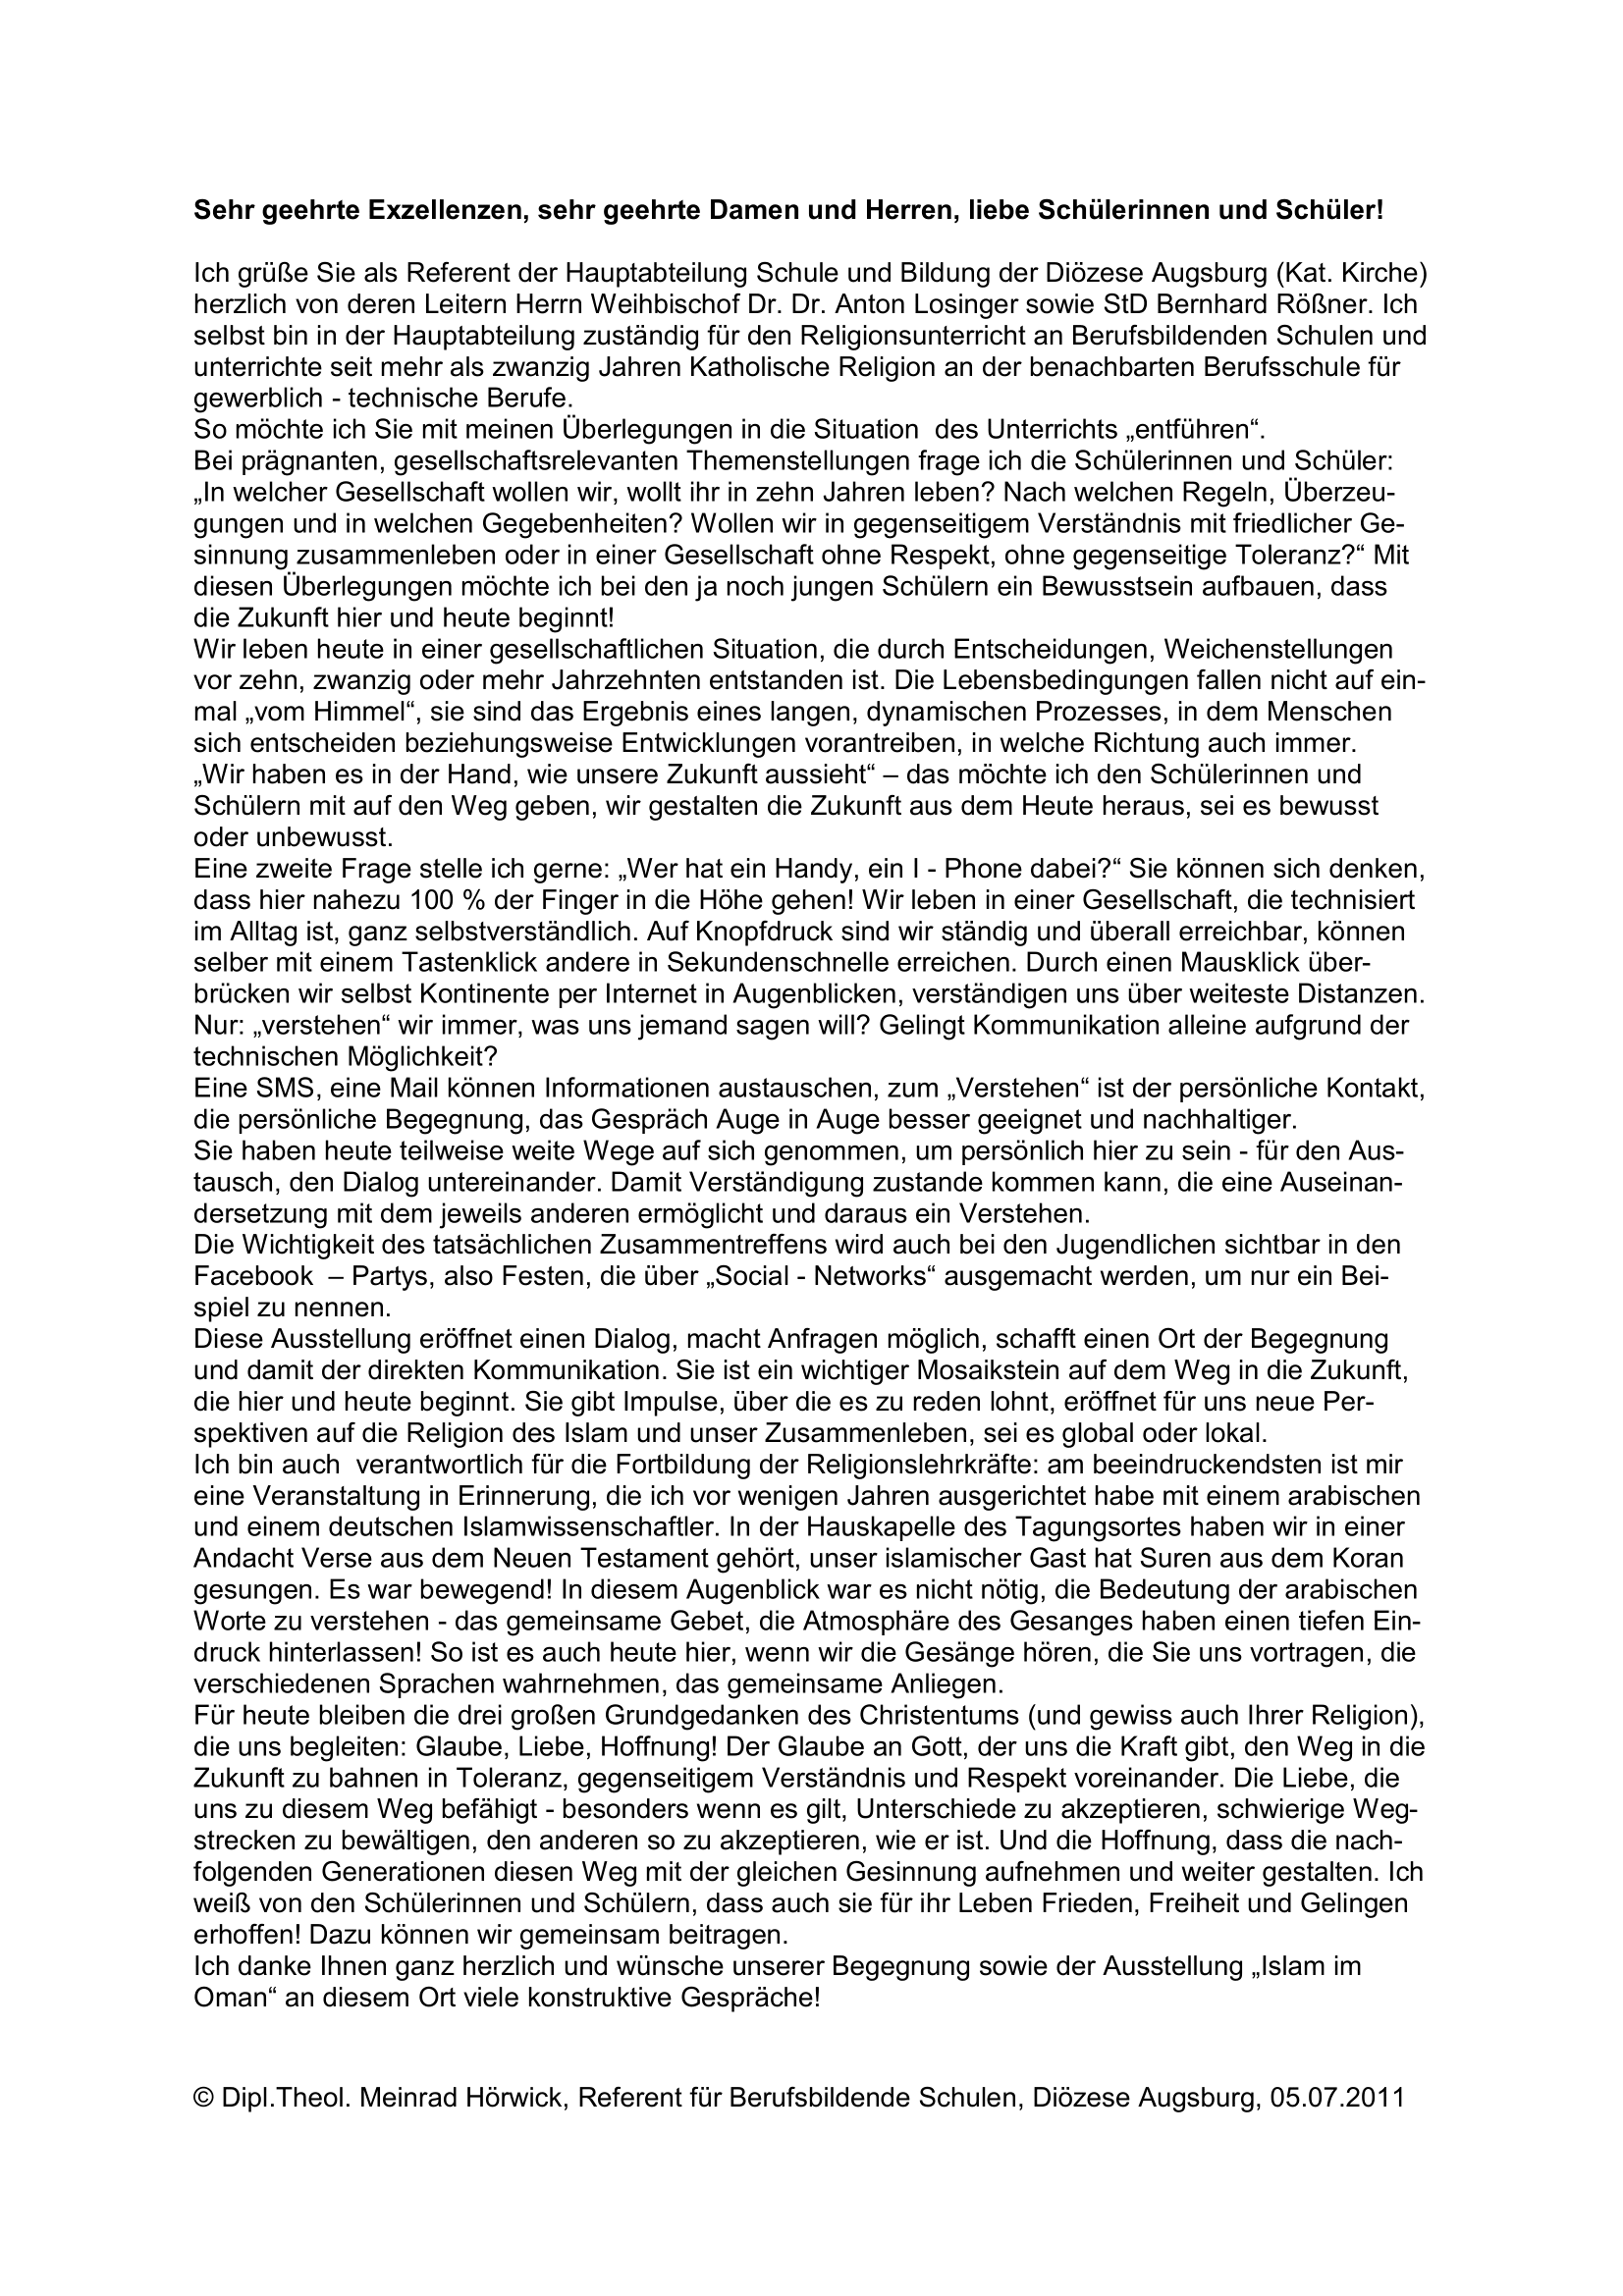 Sehr geehrte Exzellenzen, sehr geehrte Damen und Herren, liebe Schülerinnen und Schüler!
Ich grüße Sie als Referent der Hauptabteilung Schule und Bildung der Diözese Augsburg (Kat. Kirche)
herzlich von deren Leitern Herrn Weihbischof Dr. Dr. Anton Losinger sowie StD Bernhard Rößner. Ich
selbst bin in der Hauptabteilung zuständig für den Religionsunterricht an Berufsbildenden Schulen und
unterrichte seit mehr als zwanzig Jahren Katholische Religion an der benachbarten Berufsschule für
gewerblich - technische Berufe.
So möchte ich Sie mit meinen Überlegungen in die Situation  des Unterrichts „entführen“.
Bei prägnanten, gesellschaftsrelevanten Themenstellungen frage ich die Schülerinnen und Schüler:
„In welcher Gesellschaft wollen wir, wollt ihr in zehn Jahren leben? Nach welchen Regeln, Überzeu-
gungen und in welchen Gegebenheiten? Wollen wir in gegenseitigem Verständnis mit friedlicher Ge-
sinnung zusammenleben oder in einer Gesellschaft ohne Respekt, ohne gegenseitige Toleranz?“ Mit
diesen Überlegungen möchte ich bei den ja noch jungen Schülern ein Bewusstsein aufbauen, dass
die Zukunft hier und heute beginnt!
Wir leben heute in einer gesellschaftlichen Situation, die durch Entscheidungen, Weichenstellungen
vor zehn, zwanzig oder mehr Jahrzehnten entstanden ist. Die Lebensbedingungen fallen nicht auf ein-
mal „vom Himmel“, sie sind das Ergebnis eines langen, dynamischen Prozesses, in dem Menschen
sich entscheiden beziehungsweise Entwicklungen vorantreiben, in welche Richtung auch immer.
„Wir haben es in der Hand, wie unsere Zukunft aussieht“ – das möchte ich den Schülerinnen und
Schülern mit auf den Weg geben, wir gestalten die Zukunft aus dem Heute heraus, sei es bewusst
oder unbewusst.
Eine zweite Frage stelle ich gerne: „Wer hat ein Handy, ein I - Phone dabei?“ Sie können sich denken,
dass hier nahezu 100 % der Finger in die Höhe gehen! Wir leben in einer Gesellschaft, die technisiert
im Alltag ist, ganz selbstverständlich. Auf Knopfdruck sind wir ständig und überall erreichbar, können
selber mit einem Tastenklick andere in Sekundenschnelle erreichen. Durch einen Mausklick über-
brücken wir selbst Kontinente per Internet in Augenblicken, verständigen uns über weiteste Distanzen.
Nur: „verstehen“ wir immer, was uns jemand sagen will? Gelingt Kommunikation alleine aufgrund der
technischen Möglichkeit?
Eine SMS, eine Mail können Informationen austauschen, zum „Verstehen“ ist der persönliche Kontakt,
die persönliche Begegnung, das Gespräch Auge in Auge besser geeignet und nachhaltiger.
Sie haben heute teilweise weite Wege auf sich genommen, um persönlich hier zu sein - für den Aus-
tausch, den Dialog untereinander. Damit Verständigung zustande kommen kann, die eine Auseinan-
dersetzung mit dem jeweils anderen ermöglicht und daraus ein Verstehen.
Die Wichtigkeit des tatsächlichen Zusammentreffens wird auch bei den Jugendlichen sichtbar in den
Facebook  – Partys, also Festen, die über „Social - Networks“ ausgemacht werden, um nur ein Bei-
spiel zu nennen.
Diese Ausstellung eröffnet einen Dialog, macht Anfragen möglich, schafft einen Ort der Begegnung
und damit der direkten Kommunikation. Sie ist ein wichtiger Mosaikstein auf dem Weg in die Zukunft,
die hier und heute beginnt. Sie gibt Impulse, über die es zu reden lohnt, eröffnet für uns neue Per-
spektiven auf die Religion des Islam und unser Zusammenleben, sei es global oder lokal.
Ich bin auch  verantwortlich für die Fortbildung der Religionslehrkräfte: am beeindruckendsten ist mir
eine Veranstaltung in Erinnerung, die ich vor wenigen Jahren ausgerichtet habe mit einem arabischen
und einem deutschen Islamwissenschaftler. In der Hauskapelle des Tagungsortes haben wir in einer
Andacht Verse aus dem Neuen Testament gehört, unser islamischer Gast hat Suren aus dem Koran
gesungen. Es war bewegend! In diesem Augenblick war es nicht nötig, die Bedeutung der arabischen
Worte zu verstehen - das gemeinsame Gebet, die Atmosphäre des Gesanges haben einen tiefen Ein-
druck hinterlassen! So ist es auch heute hier, wenn wir die Gesänge hören, die Sie uns vortragen, die
verschiedenen Sprachen wahrnehmen, das gemeinsame Anliegen.
Für heute bleiben die drei großen Grundgedanken des Christentums (und gewiss auch Ihrer Religion),
die uns begleiten: Glaube, Liebe, Hoffnung! Der Glaube an Gott, der uns die Kraft gibt, den Weg in die
Zukunft zu bahnen in Toleranz, gegenseitigem Verständnis und Respekt voreinander. Die Liebe, die
uns zu diesem Weg befähigt - besonders wenn es gilt, Unterschiede zu akzeptieren, schwierige Weg-
strecken zu bewältigen, den anderen so zu akzeptieren, wie er ist. Und die Hoffnung, dass die nach-
folgenden Generationen diesen Weg mit der gleichen Gesinnung aufnehmen und weiter gestalten. Ich
weiß von den Schülerinnen und Schülern, dass auch sie für ihr Leben Frieden, Freiheit und Gelingen
erhoffen! Dazu können wir gemeinsam beitragen.
Ich danke Ihnen ganz herzlich und wünsche unserer Begegnung sowie der Ausstellung „Islam im
Oman“ an diesem Ort viele konstruktive Gespräche!
© Dipl.Theol. Meinrad Hörwick, Referent für Berufsbildende Schulen, Diözese Augsburg, 05.07.2011